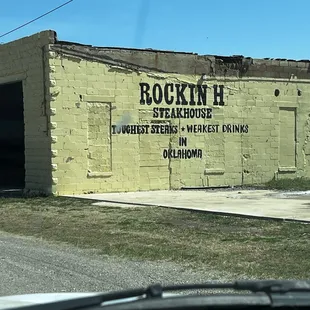 ROCKIN H
STEAKHOUSE
TOUGHEST STEAKS + WEAKEST DRINKS
IN
OKLAHOMA